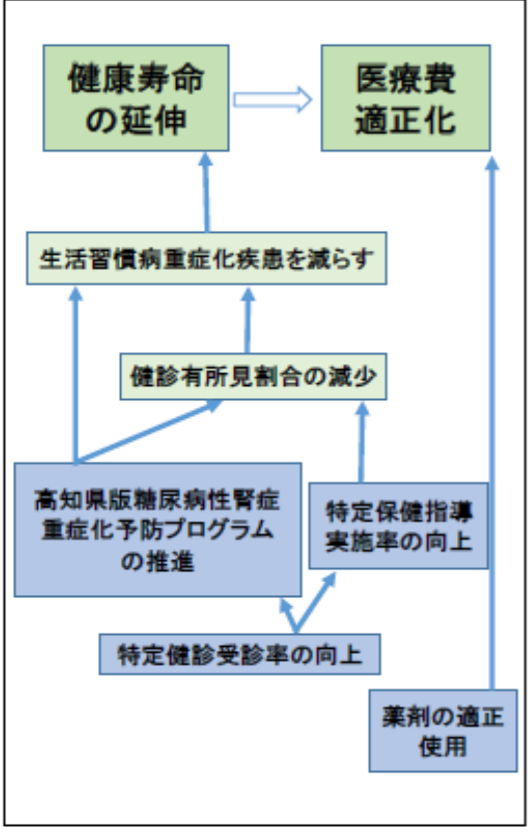 健康寿命
の延伸
医療費
適正化
生活習慣病重症化疾患を減らす
健診有所見割合の減少
高知県版糖尿病性腎症
重症化予防プログラム
の推進
特定保健指導
実施率の向上
特定健診受診率の向上
薬剤の適正
使用